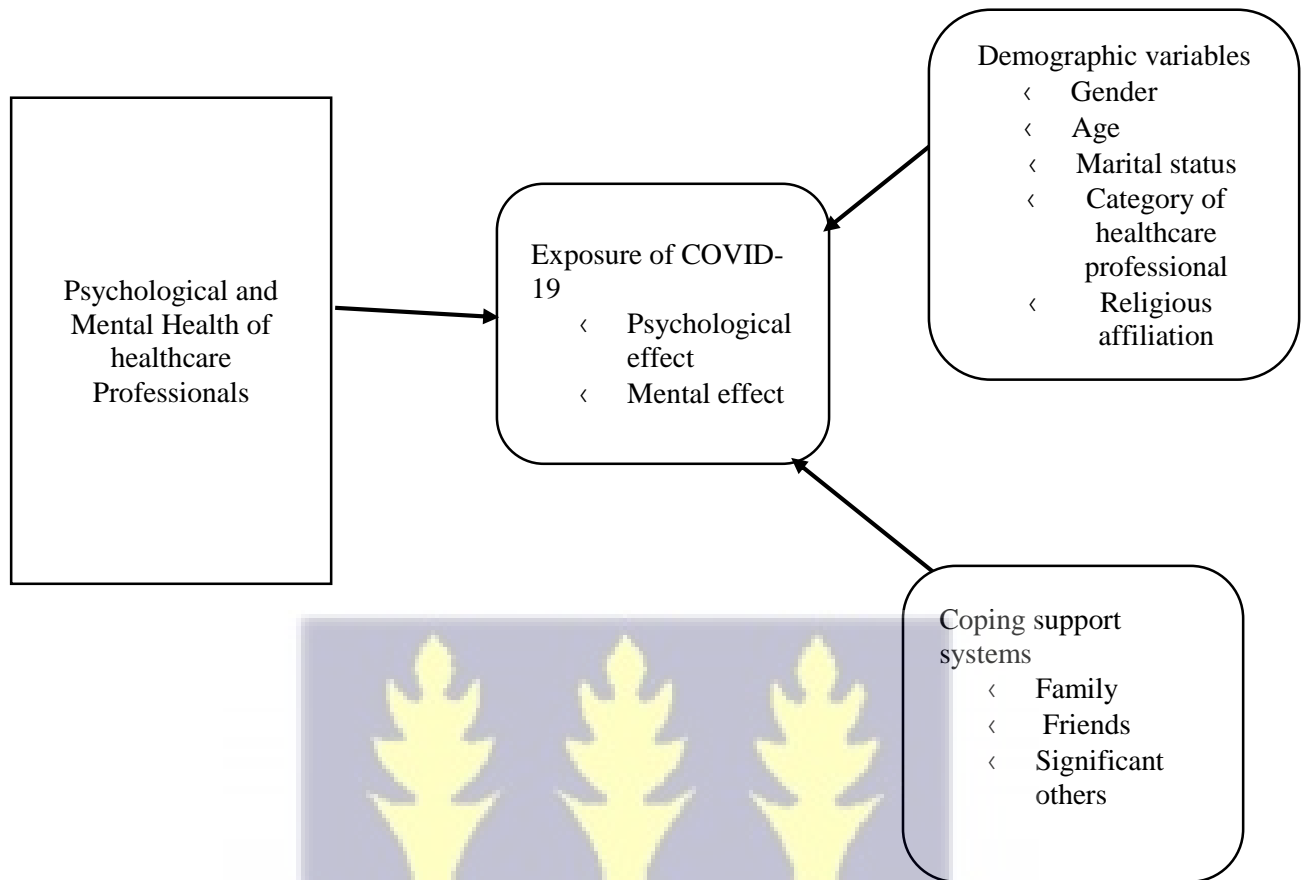 Psychological and
Mental Health of
healthcare
Professionals
Exposure of COVID-
19
‹ Psychological
effect
‹ Mental effect
Demographic variables
‹ Gender
‹ Age
‹ Marital status
‹ Category of
healthcare
professional
‹ Religious
affiliation
Coping support
systems
‹ Family
‹ Friends
‹ Significant
others